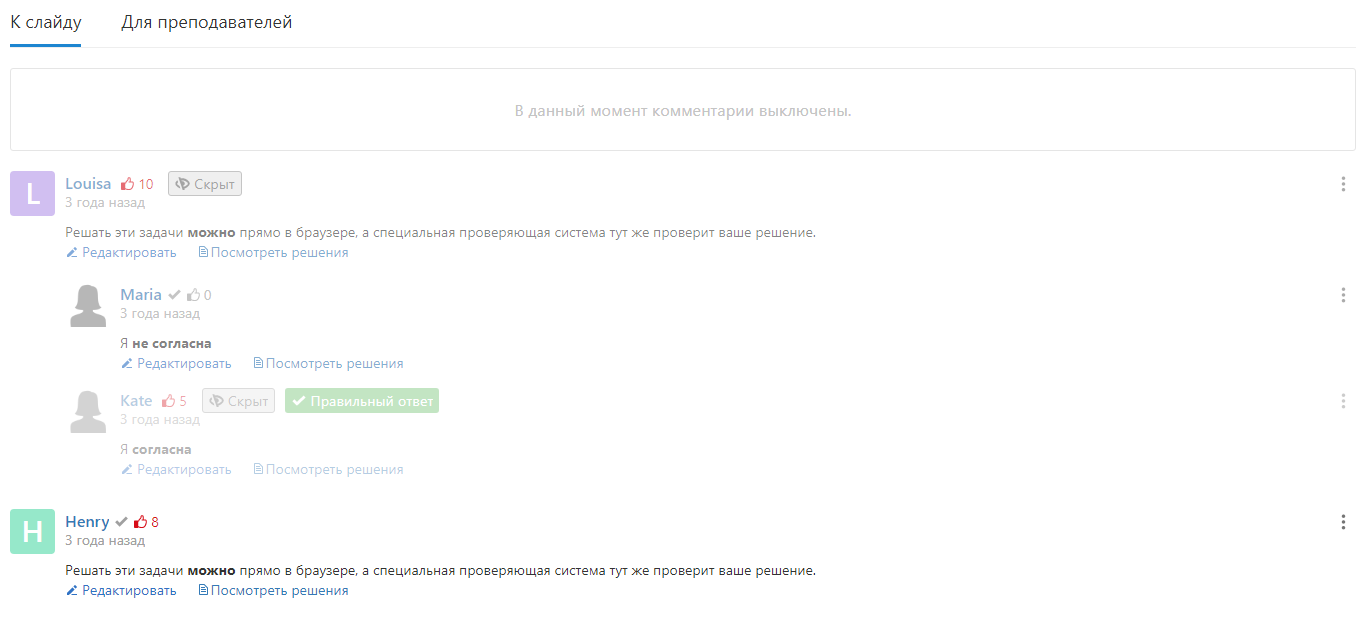 К слайду Для преподавателей
В данный момент комментарии выключены.
L Louisa 10 Скрыт
3 года назад
Решать эти задачи можно прямо в браузере, а специальная проверяющая система тут же проверит ваше решение.
Редактировать Посмотреть решения
Maria 0
3 года назад
Я не согласна
Редактировать Посмотреть решения
Kate 5 Скрыт Правильный ответ
3 года назад
Я согласна
Редактировать Посмотреть решения
H Henry 8
3 года назад
Решать эти задачи можно прямо в браузере, а специальная проверяющая система тут же проверит ваше решение.
Редактировать Посмотреть решения